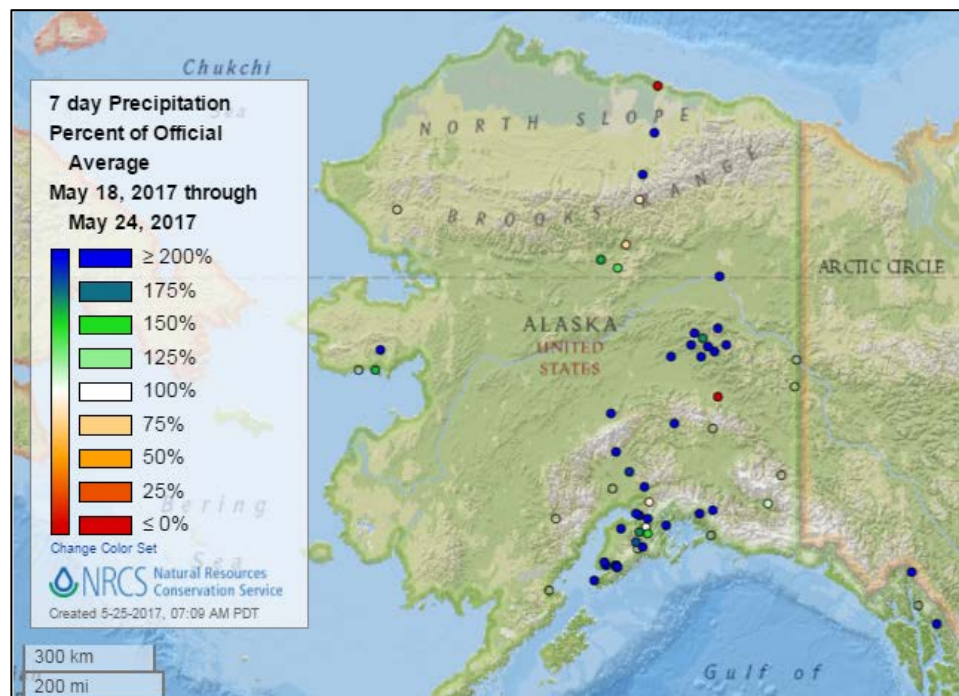 Chukchi
Sea
7 day Precipitation
Percent of Official
Average
May 18, 2017 through
May 24, 2017
≥ 200%
175%
150%
125%
100%
75%
50%
25%
≤ 0%
Change Color Set
NRCS Natural Resources
Conservation Service
Created 5-25-2017, 07:09 AM PDT
Bering
Sea
300 km
200 mi
NORTH SLOPE
BROOKS RANGE
ARCTIC CIRCLE
ALASKA
UNITED
STATES
Gulf of